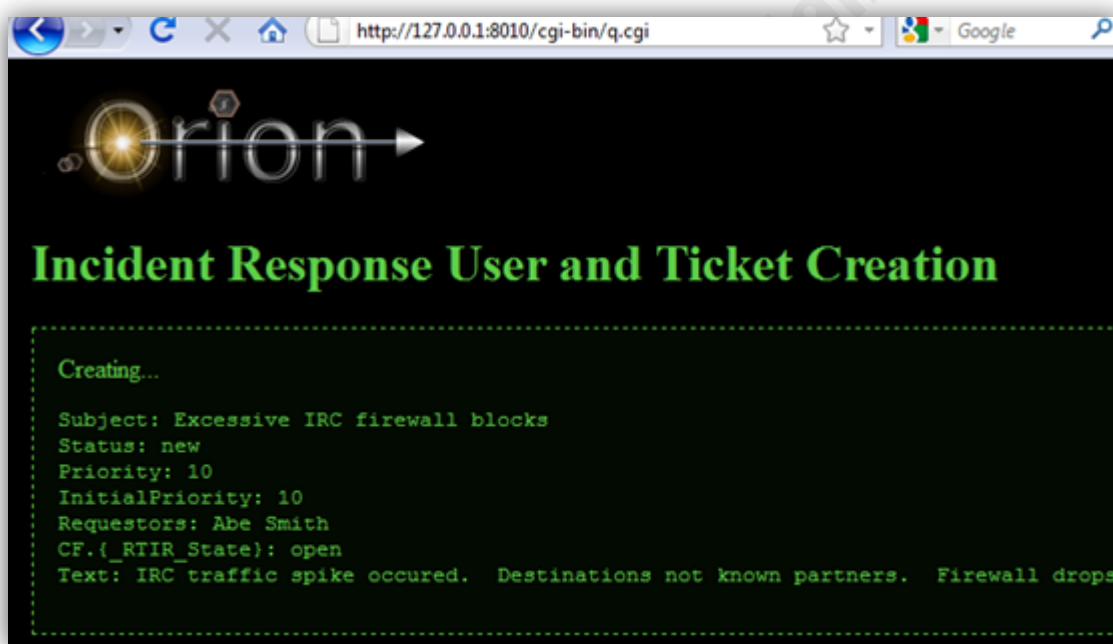 http://127.0.0.1:8010/cgi-bin/q.cgi
Google
Orion
Incident Response User and Ticket Creation
Creating...
Subject: Excessive IRC firewall blocks
Status: new
Priority: 10
InitialPriority: 10
Requestors: Abe Smith
CF.{_RTIR_State}: open
Text: IRC traffic spike occured. Destinations not known partners. Firewall drops